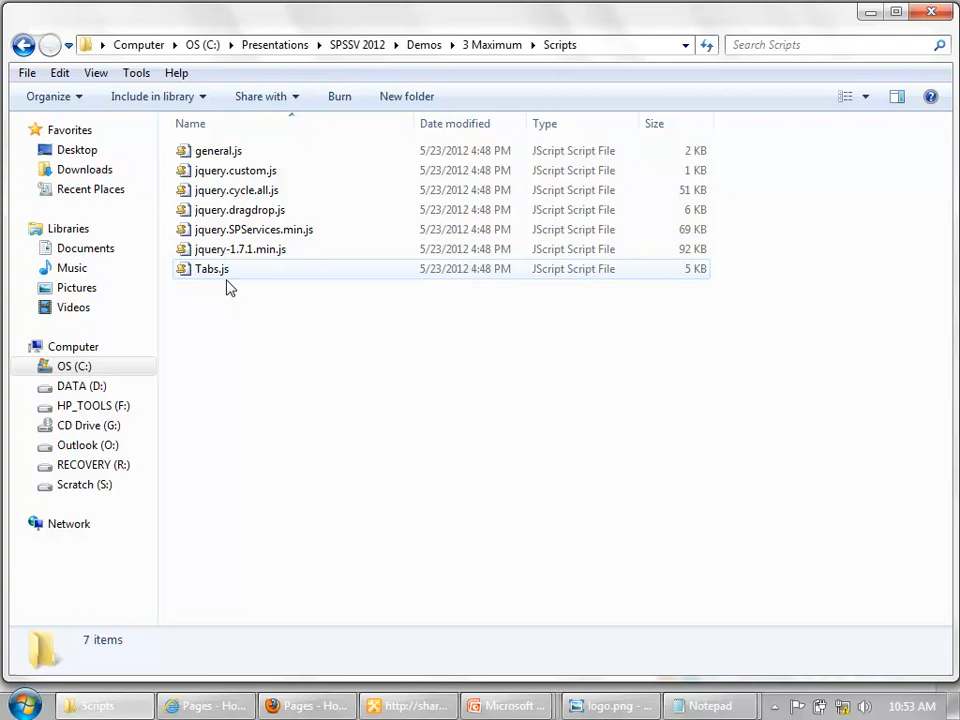 Computer OS (C:) Presentations SPSSV 2012 Demos 3 Maximum Scripts Search Scripts
File Edit View Tools Help
Organize Include in library Share with Burn New folder
Name Date modified Type Size
Favorites
Desktop
Downloads
Recent Places
Libraries
Documents
Music
Pictures
Videos
Computer
OS (C:)
DATA (D:)
HP_TOOLS (F:)
CD Drive (G:)
Outlook (O:)
RECOVERY (R:)
Scratch (S:)
Network
general.js 5/23/2012 4:48 PM JScript Script File 2 KB
jquery.custom.js 5/23/2012 4:48 PM JScript Script File 1 KB
jquery.cycle.all.js 5/23/2012 4:48 PM JScript Script File 51 KB
jquery.dragdrop.js 5/23/2012 4:48 PM JScript Script File 6 KB
jquery.SPServices.min.js 5/23/2012 4:48 PM JScript Script File 69 KB
jquery-1.7.1.min.js 5/23/2012 4:48 PM JScript Script File 92 KB
Tabs.js 5/23/2012 4:48 PM JScript Script File 5 KB
7 items
Scripts Pages - Ho... Pages - Ho... http://shar... Microsoft ... logo.png - ... Notepad 10:53 AM